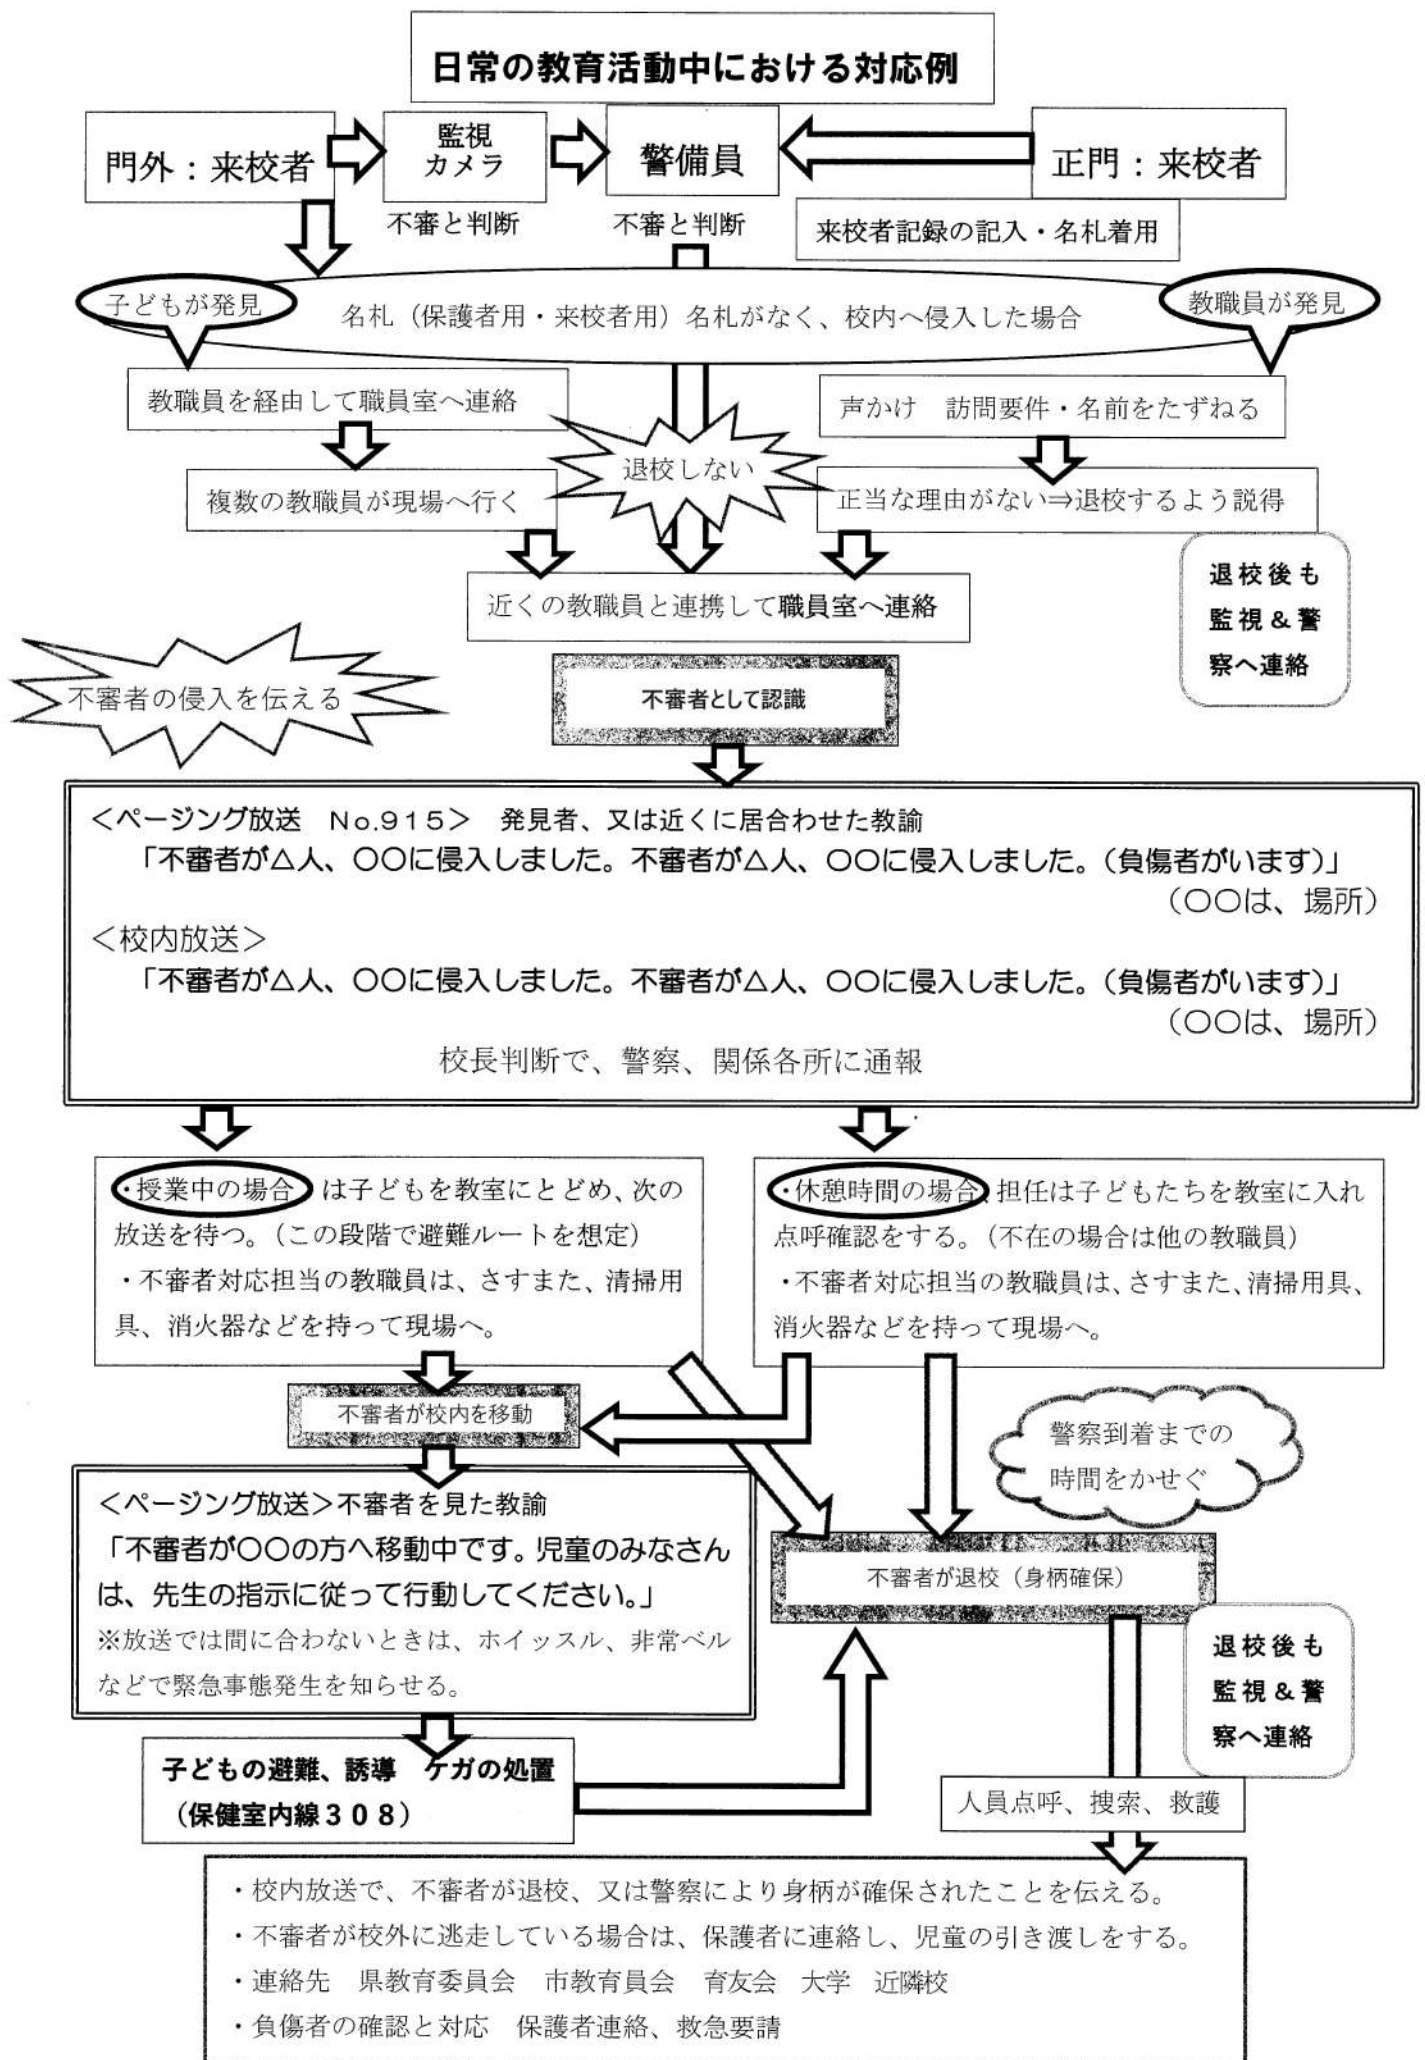 日常の教育活動中における対応例
門外：来校者
監視
カメラ
警備員
正門：来校者
不審と判断
不審と判断
来校者記録の記入・名札着用
子どもが発見
名札（保護者用・来校者用）名札がなく、校内へ侵入した場合
教職員が発見
教職員を経由して職員室へ連絡
声かけ　訪問要件・名前をたずねる
退校しない
複数の教職員が現場へ行く
正当な理由がない⇒退校するよう説得
近くの教職員と連携して職員室へ連絡
退校後も
監視＆警
察へ連絡
不審者の侵入を伝える
不審者として認識
＜ページング放送　No.915＞　発見者、又は近くに居合わせた教諭
「不審者が△人、〇〇に侵入しました。不審者が△人、〇〇に侵入しました。（負傷者がいます）」
（〇〇は、場所）
＜校内放送＞
「不審者が△人、〇〇に侵入しました。不審者が△人、〇〇に侵入しました。（負傷者がいます）」
（〇〇は、場所）
校長判断で、警察、関係各所に通報
・授業中の場合　は子どもを教室にとどめ、次の
放送を待つ。（この段階で避難ルートを想定）
・不審者対応担当の教職員は、さすまた、清掃用
具、消火器などを持って現場へ。
・休憩時間の場合、担任は子どもたちを教室に入れ
点呼確認をする。（不在の場合は他の教職員）
・不審者対応担当の教職員は、さすまた、清掃用具、
消火器などを持って現場へ。
不審者が校内を移動
警察到着までの
時間をかせぐ
＜ページング放送＞不審者を見た教諭
「不審者が〇〇の方へ移動中です。児童のみなさん
は、先生の指示に従って行動してください。」
※放送では間に合わないときは、ホイッスル、非常ベル
などで緊急事態発生を知らせる。
不審者が退校（身柄確保）
退校後も
監視＆警
察へ連絡
子どもの避難、誘導　ケガの処置
（保健室内線３０８）
人員点呼、捜索、救護
・校内放送で、不審者が退校、又は警察により身柄が確保されたことを伝える。
・不審者が校外に逃走している場合は、保護者に連絡し、児童の引き渡しをする。
・連絡先　県教育委員会　市教育員会　育友会　大学　近隣校
・負傷者の確認と対応　保護者連絡、救急要請